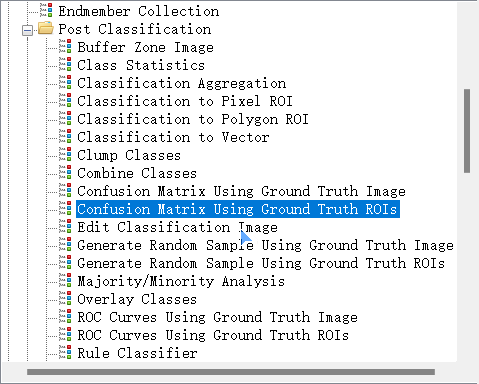 Endmember Collection
Post Classification
Buffer Zone Image
Class Statistics
Classification Aggregation
Classification to Pixel ROI
Classification to Polygon ROI
Classification to Vector
Clump Classes
Combine Classes
Confusion Matrix Using Ground Truth Image
Confusion Matrix Using Ground Truth ROIs
Edit Classification Image
Generate Random Sample Using Ground Truth Image
Generate Random Sample Using Ground Truth ROIs
Majority/Minority Analysis
Overlay Classes
ROC Curves Using Ground Truth Image
ROC Curves Using Ground Truth ROIs
Rule Classifier